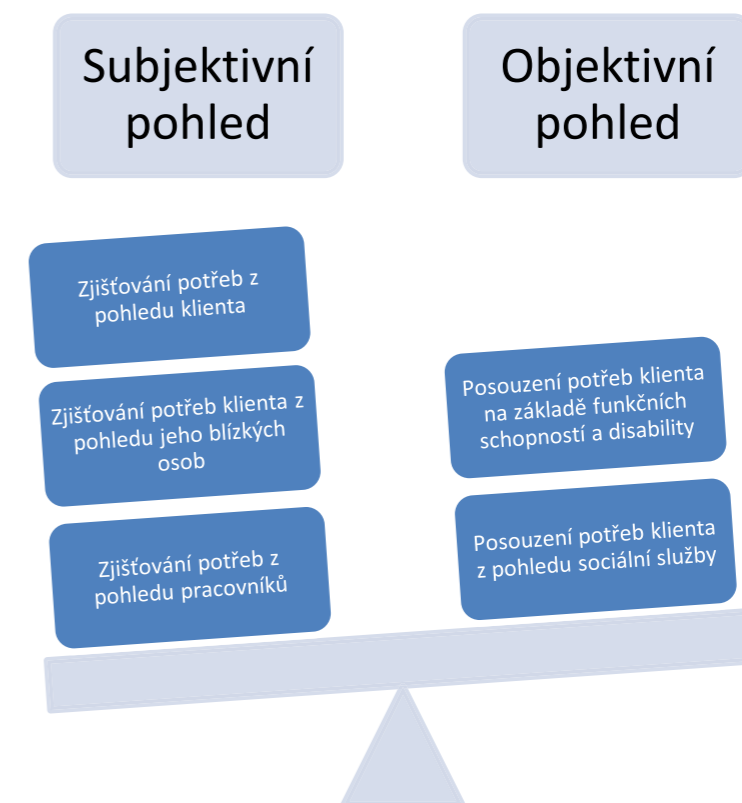 Subjektivní
pohled
Objektivní
pohled
Zjišťování potřeb z
pohledu klienta
Zjišťování potřeb klienta z
pohledu jeho blízkých
osob
Zjišťování potřeb z
pohledu pracovníků
Posouzení potřeb klienta
na základě funkčních
schopností a disability
Posouzení potřeb klienta
z pohledu sociální služby